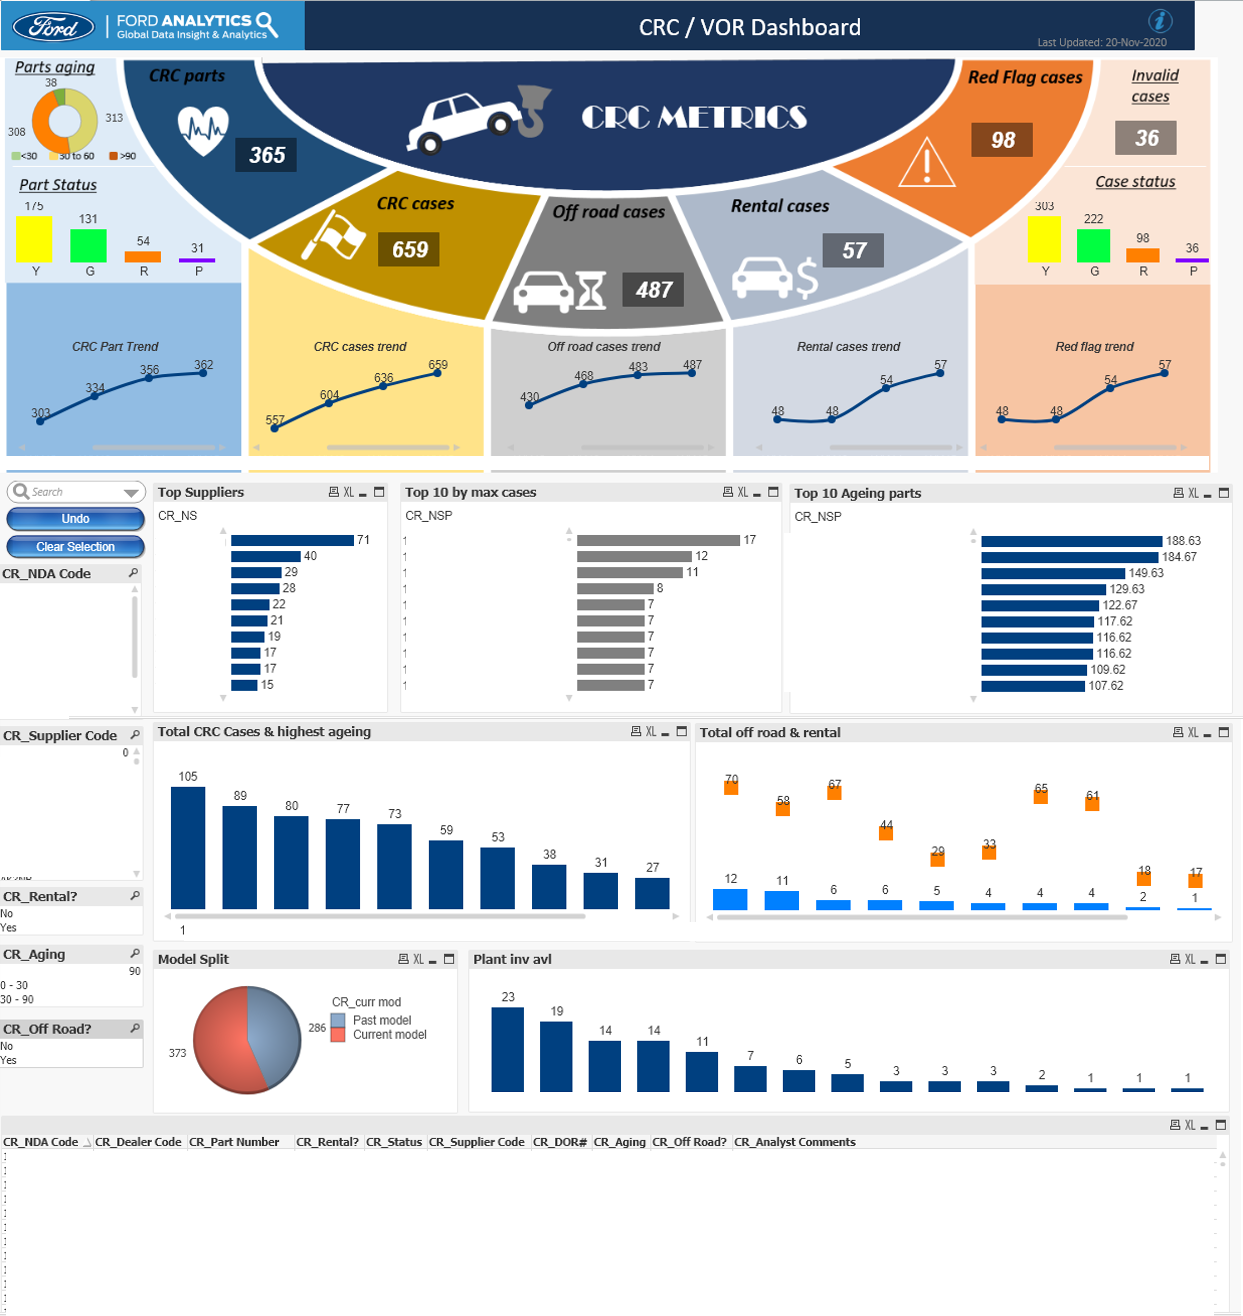 Ford
FORD ANALYTICS
Global Data Insight & Analytics
CRC / VOR Dashboard
Last Updated: 20-Nov-2020
Parts aging
38
313
308
<30
30 to 60
>90
CRC parts
365
CRC METRICS
Red Flag cases
98
Invalid
cases
36
Part Status
175
131
54
31
Y
G
R
P
CRC cases
659
Off road cases
487
Rental cases
57
Case status
303
222
98
36
Y
G
R
P
CRC Part Trend
303
334
356
362
CRC cases trend
557
604
636
659
Off road cases trend
430
468
483
487
Rental cases trend
48
48
54
57
Red flag trend
48
48
54
57
Search
Undo
Clear Selection
CR_NDA Code
Top Suppliers
XL
CR_NS
71
40
29
28
22
21
19
17
17
15
Top 10 by max cases
XL
CR_NSP
17
12
11
8
7
7
7
7
7
7
Top 10 Ageing parts
XL
CR_NSP
188.63
184.67
149.63
129.63
122.67
117.62
116.62
116.62
109.62
107.62
CR_Supplier Code
0
CR_Rental?
No
Yes
CR_Aging
90
0 - 30
30 - 90
CR_Off Road?
No
Yes
Total CRC Cases & highest ageing
XL
105
89
80
77
73
59
53
38
31
27
1
Total off road & rental
XL
70
58
67
44
29
33
65
61
18
17
12
11
6
6
5
4
4
4
2
1
Model Split
XL
373
286
CR_curr mod
Past model
Current model
Plant inv avl
XL
23
19
14
14
11
7
6
5
3
3
3
2
1
1
1
XL
CR_NDA Code CR_Dealer Code CR_Part Number CR_Rental? CR_Status CR_Supplier Code CR_DOR# CR_Aging CR_Off Road? CR_Analyst Comments